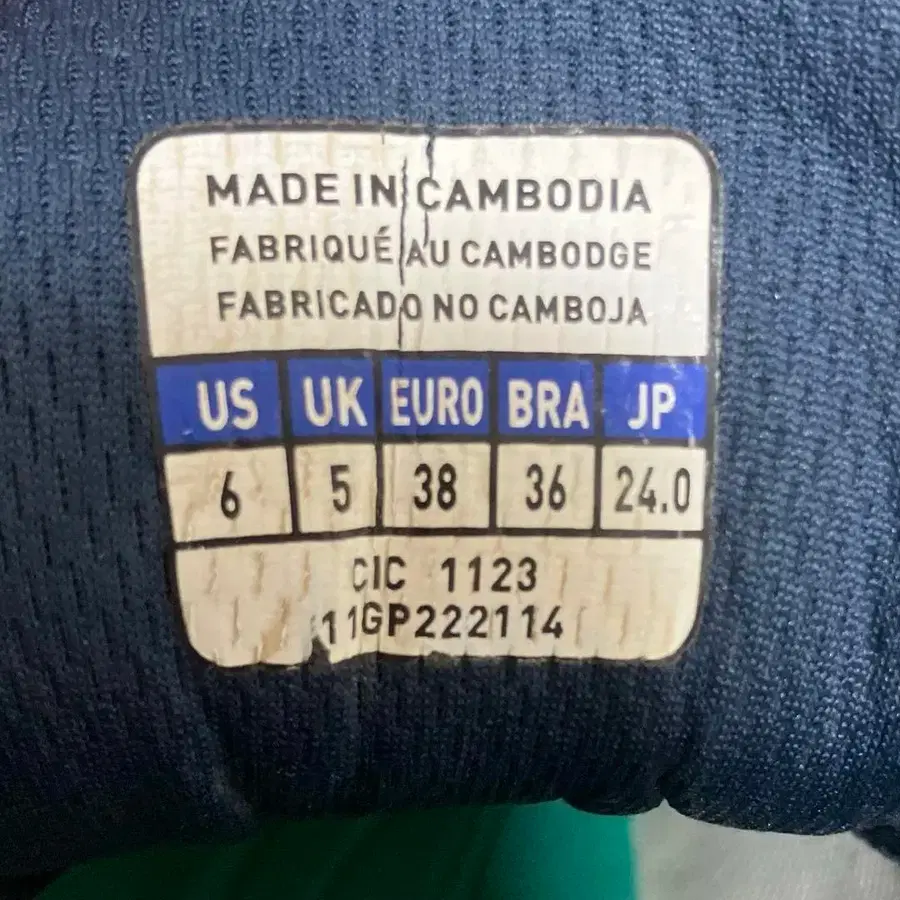 MADE IN CAMBODIA
FABRIQUÉ AU CAMBODGE
FABRICADO NO CAMBOJA
US UK EURO BRA JP
6 5 38 36 24.0
CIC 1123
11GP222114